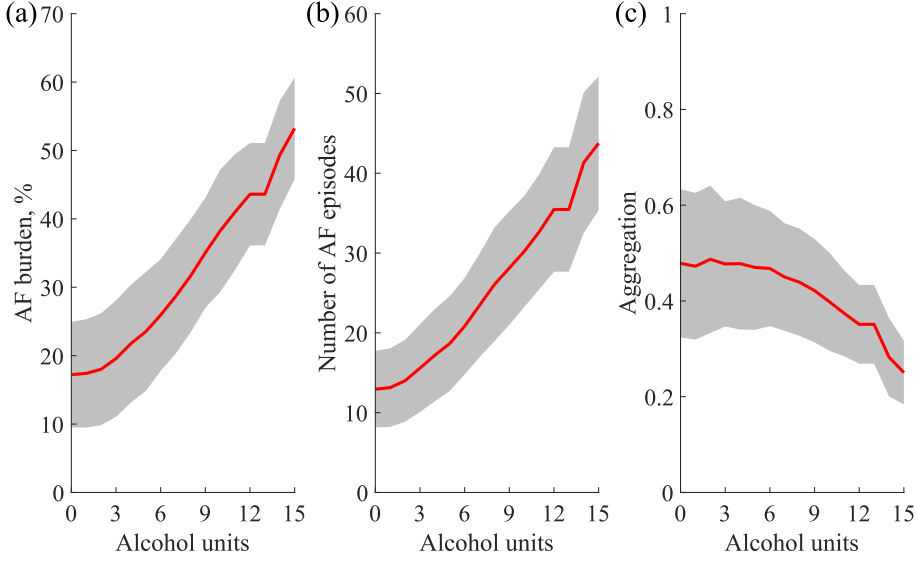 (a)
70
60
50
40
30
20
10
0
AF burden, %
0 3 6 9 12 15
Alcohol units
(b)
60
50
40
30
20
10
0
Number of AF episodes
0 3 6 9 12 15
Alcohol units
(c)
1
0.8
0.6
0.4
0.2
0
Aggregation
0 3 6 9 12 15
Alcohol units